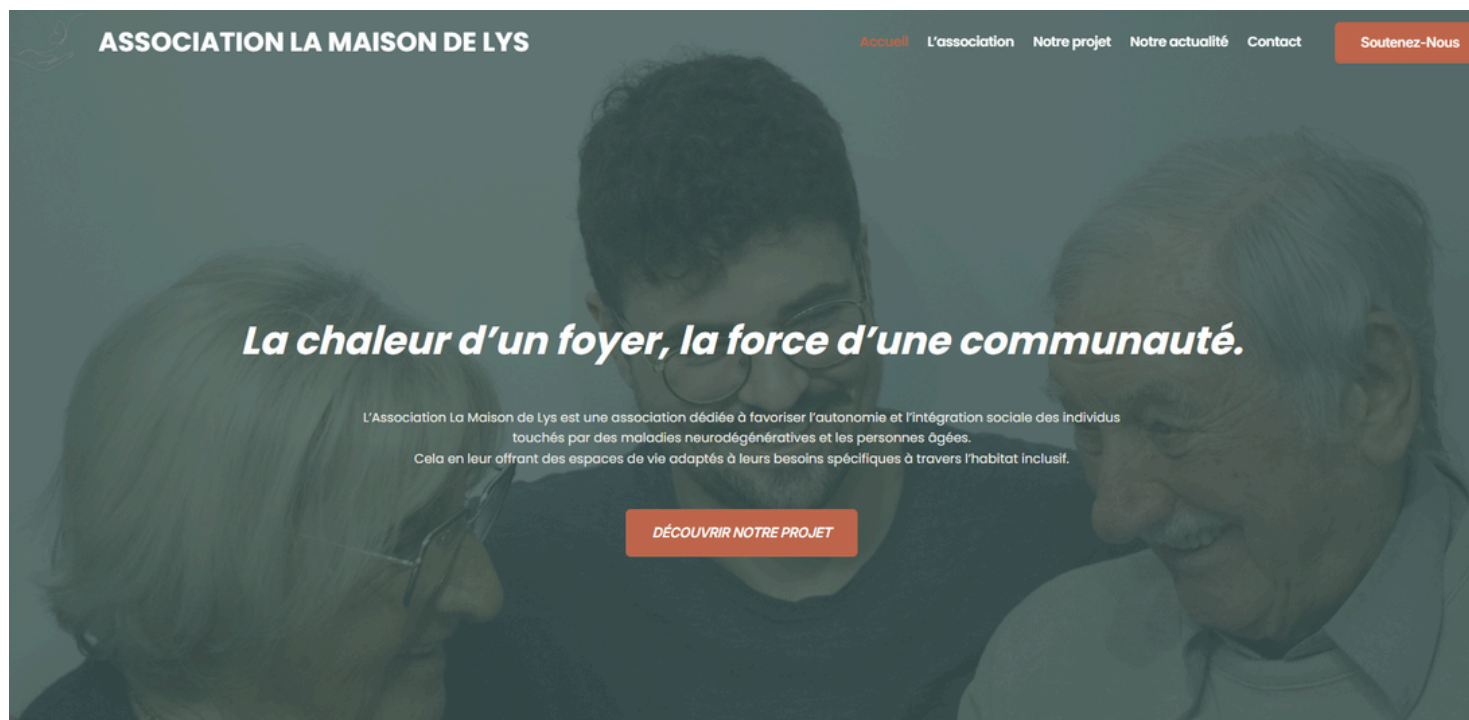 ASSOCIATION LA MAISON DE LYS
Accueil L'association Notre projet Notre actualité Contact Soutenez-Nous
La chaleur d'un foyer, la force d'une communauté.
L'Association La Maison de Lys est une association dédiée à favoriser l'autonomie et l'intégration sociale des individus
touchés par des maladies neurodégénératives et les personnes âgées.
Cela en leur offrant des espaces de vie adaptés à leurs besoins spécifiques à travers l'habitat inclusif.
DÉCOUVRIR NOTRE PROJET